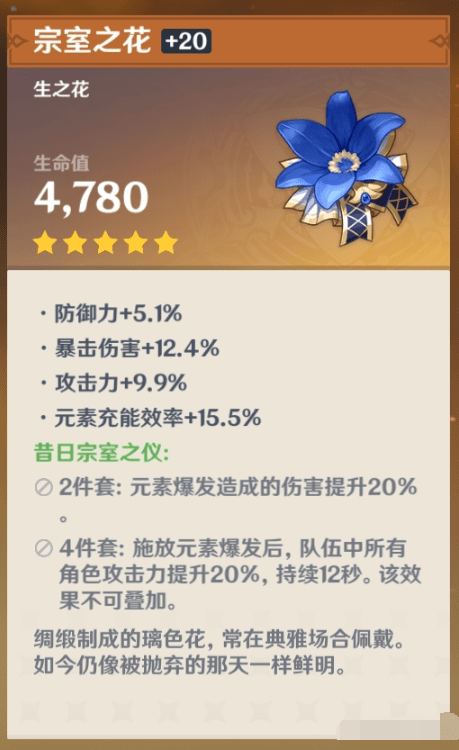 宗室之花 +20
生之花
生命值
4,780
·防御力+5.1%
·暴击伤害+12.4%
·攻击力+9.9%
·元素充能效率+15.5%
昔日宗室之仪:
2件套: 元素爆发造成的伤害提升20%
。
4件套: 施放元素爆发后, 队伍中所有
角色攻击力提升20%, 持续12秒。该效
果不可叠加。
绸缎制成的璃色花，常在典雅场合佩戴。
如今仍像被抛弃的那天一样鲜明。